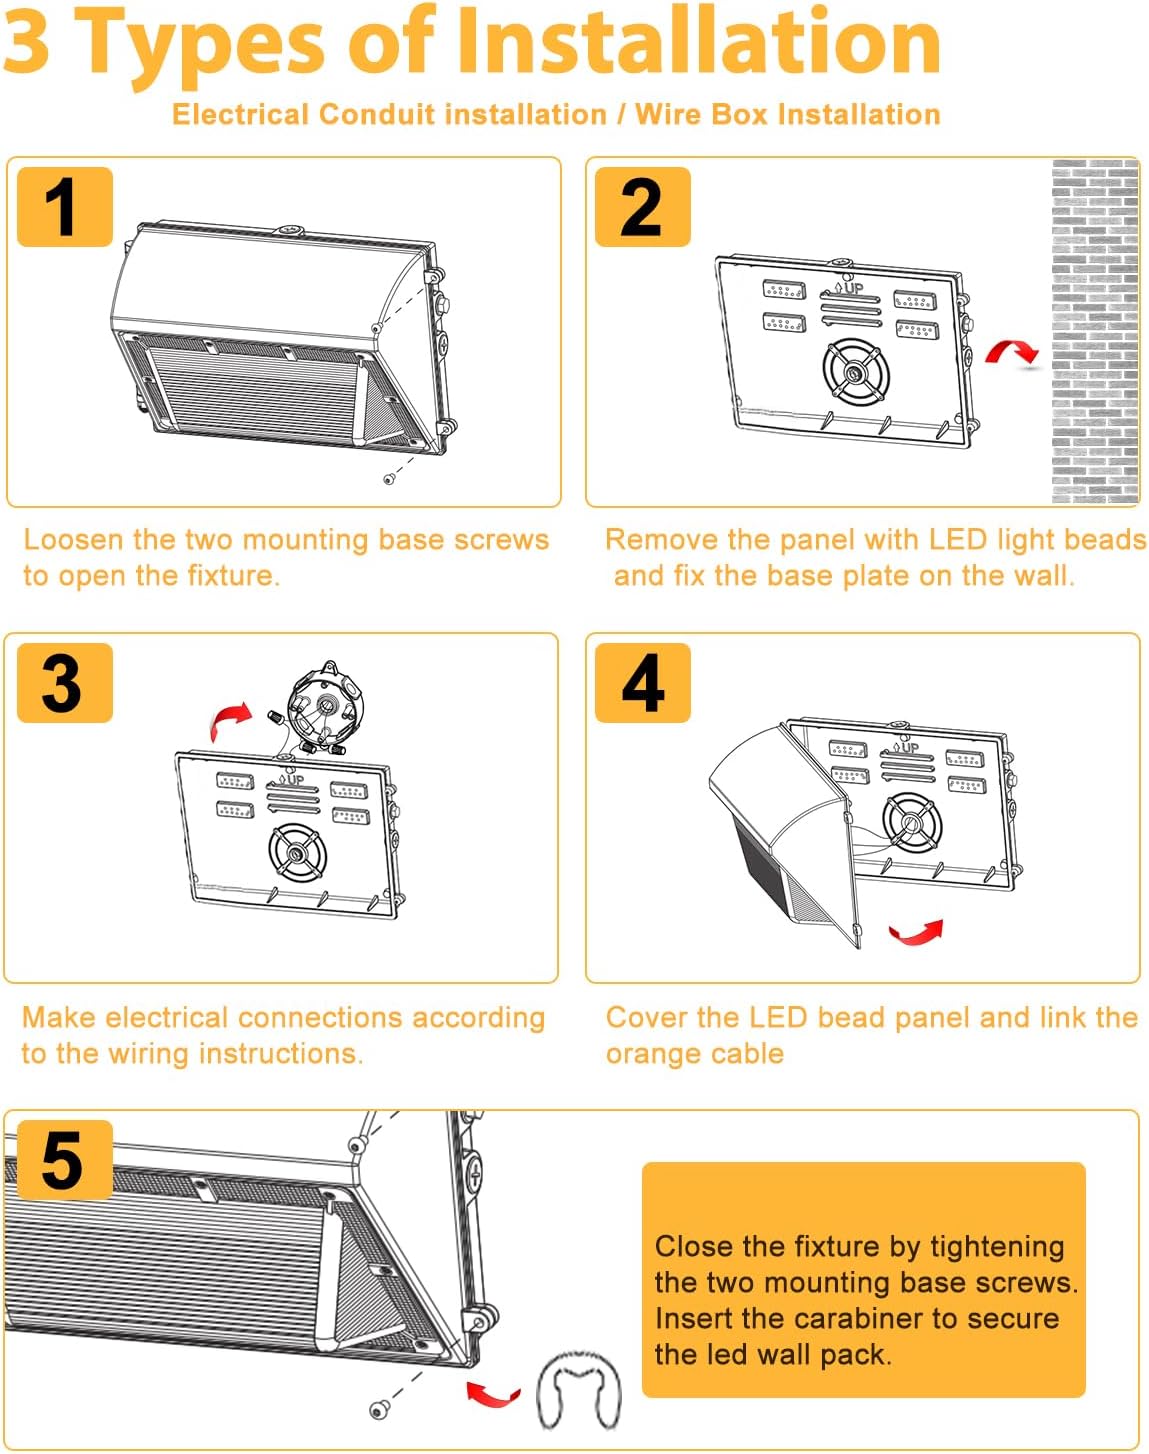 3 Types of Installation
Electrical Conduit installation / Wire Box Installation
1
2
UP
Loosen the two mounting base screws
to open the fixture.
Remove the panel with LED light beads
and fix the base plate on the wall.
3
UP
4
UP
Make electrical connections according
to the wiring instructions.
Cover the LED bead panel and link the
orange cable
5
Close the fixture by tightening
the two mounting base screws.
Insert the carabiner to secure
the led wall pack.